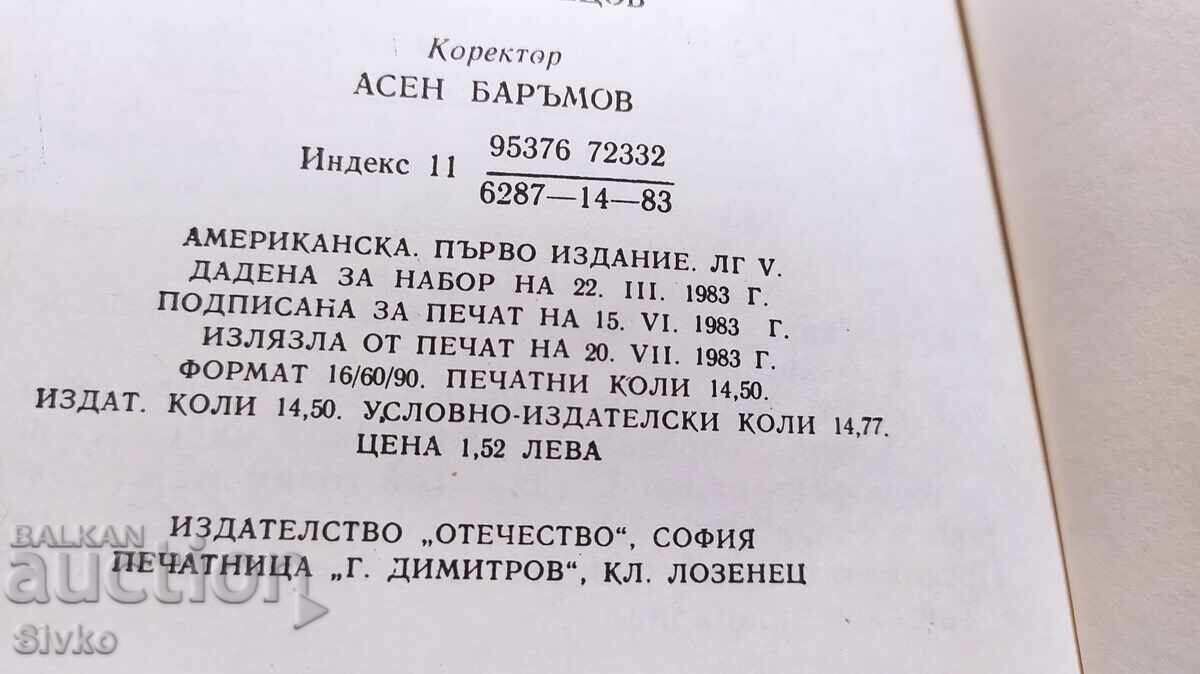 Коректор
АСЕН БАРЪМОВ
Индекс 11 95376 72332
6287—14—83
АМЕРИКАНСКА. ПЪРВО ИЗДАНИЕ. ЛГ V.
ДАДЕНА ЗА НАБОР НА 22. III. 1983 Г.
ПОДПИСАНА ЗА ПЕЧАТ НА 15. VI. 1983 Г.
ИЗЛЯЗЛА ОТ ПЕЧАТ НА 20. VII. 1983 Г.
ФОРМАТ 16/60/90. ПЕЧАТНИ КОЛИ 14,50.
ИЗДАТ. КОЛИ 14,50. УСЛОВНО-ИЗДАТЕЛСКИ КОЛИ 14,77.
ЦЕНА 1,52 ЛЕВА
ИЗДАТЕЛСТВО „ОТЕЧЕСТВО“, СОФИЯ
ПЕЧАТНИЦА „Г. ДИМИТРОВ“, КЛ. ЛОЗЕНЕЦ
BALKAN
auction
Sivko